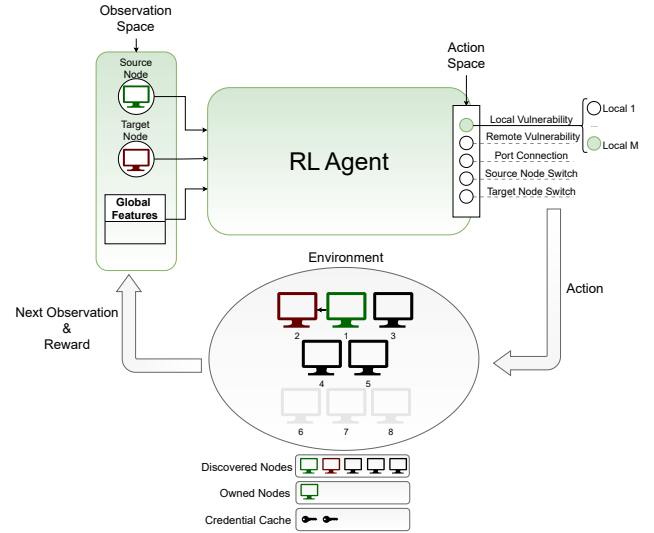 Observation
Space
Source
Node
Target
Node
Global
Features
RL Agent
Action
Space
Local Vulnerability
Remote Vulnerability
Port Connection
Source Node Switch
Target Node Switch
Local 1
...
Local M
Environment
Action
Next Observation
&
Reward
2
1
3
4
5
6
7
8
Discovered Nodes
Owned Nodes
Credential Cache